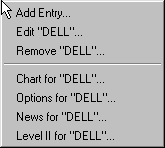 Add Entry...
Edit "DELL"...
Remove "DELL"...
Chart for "DELL"...
Options for "DELL"...
News for "DELL"...
Level II for "DELL"...